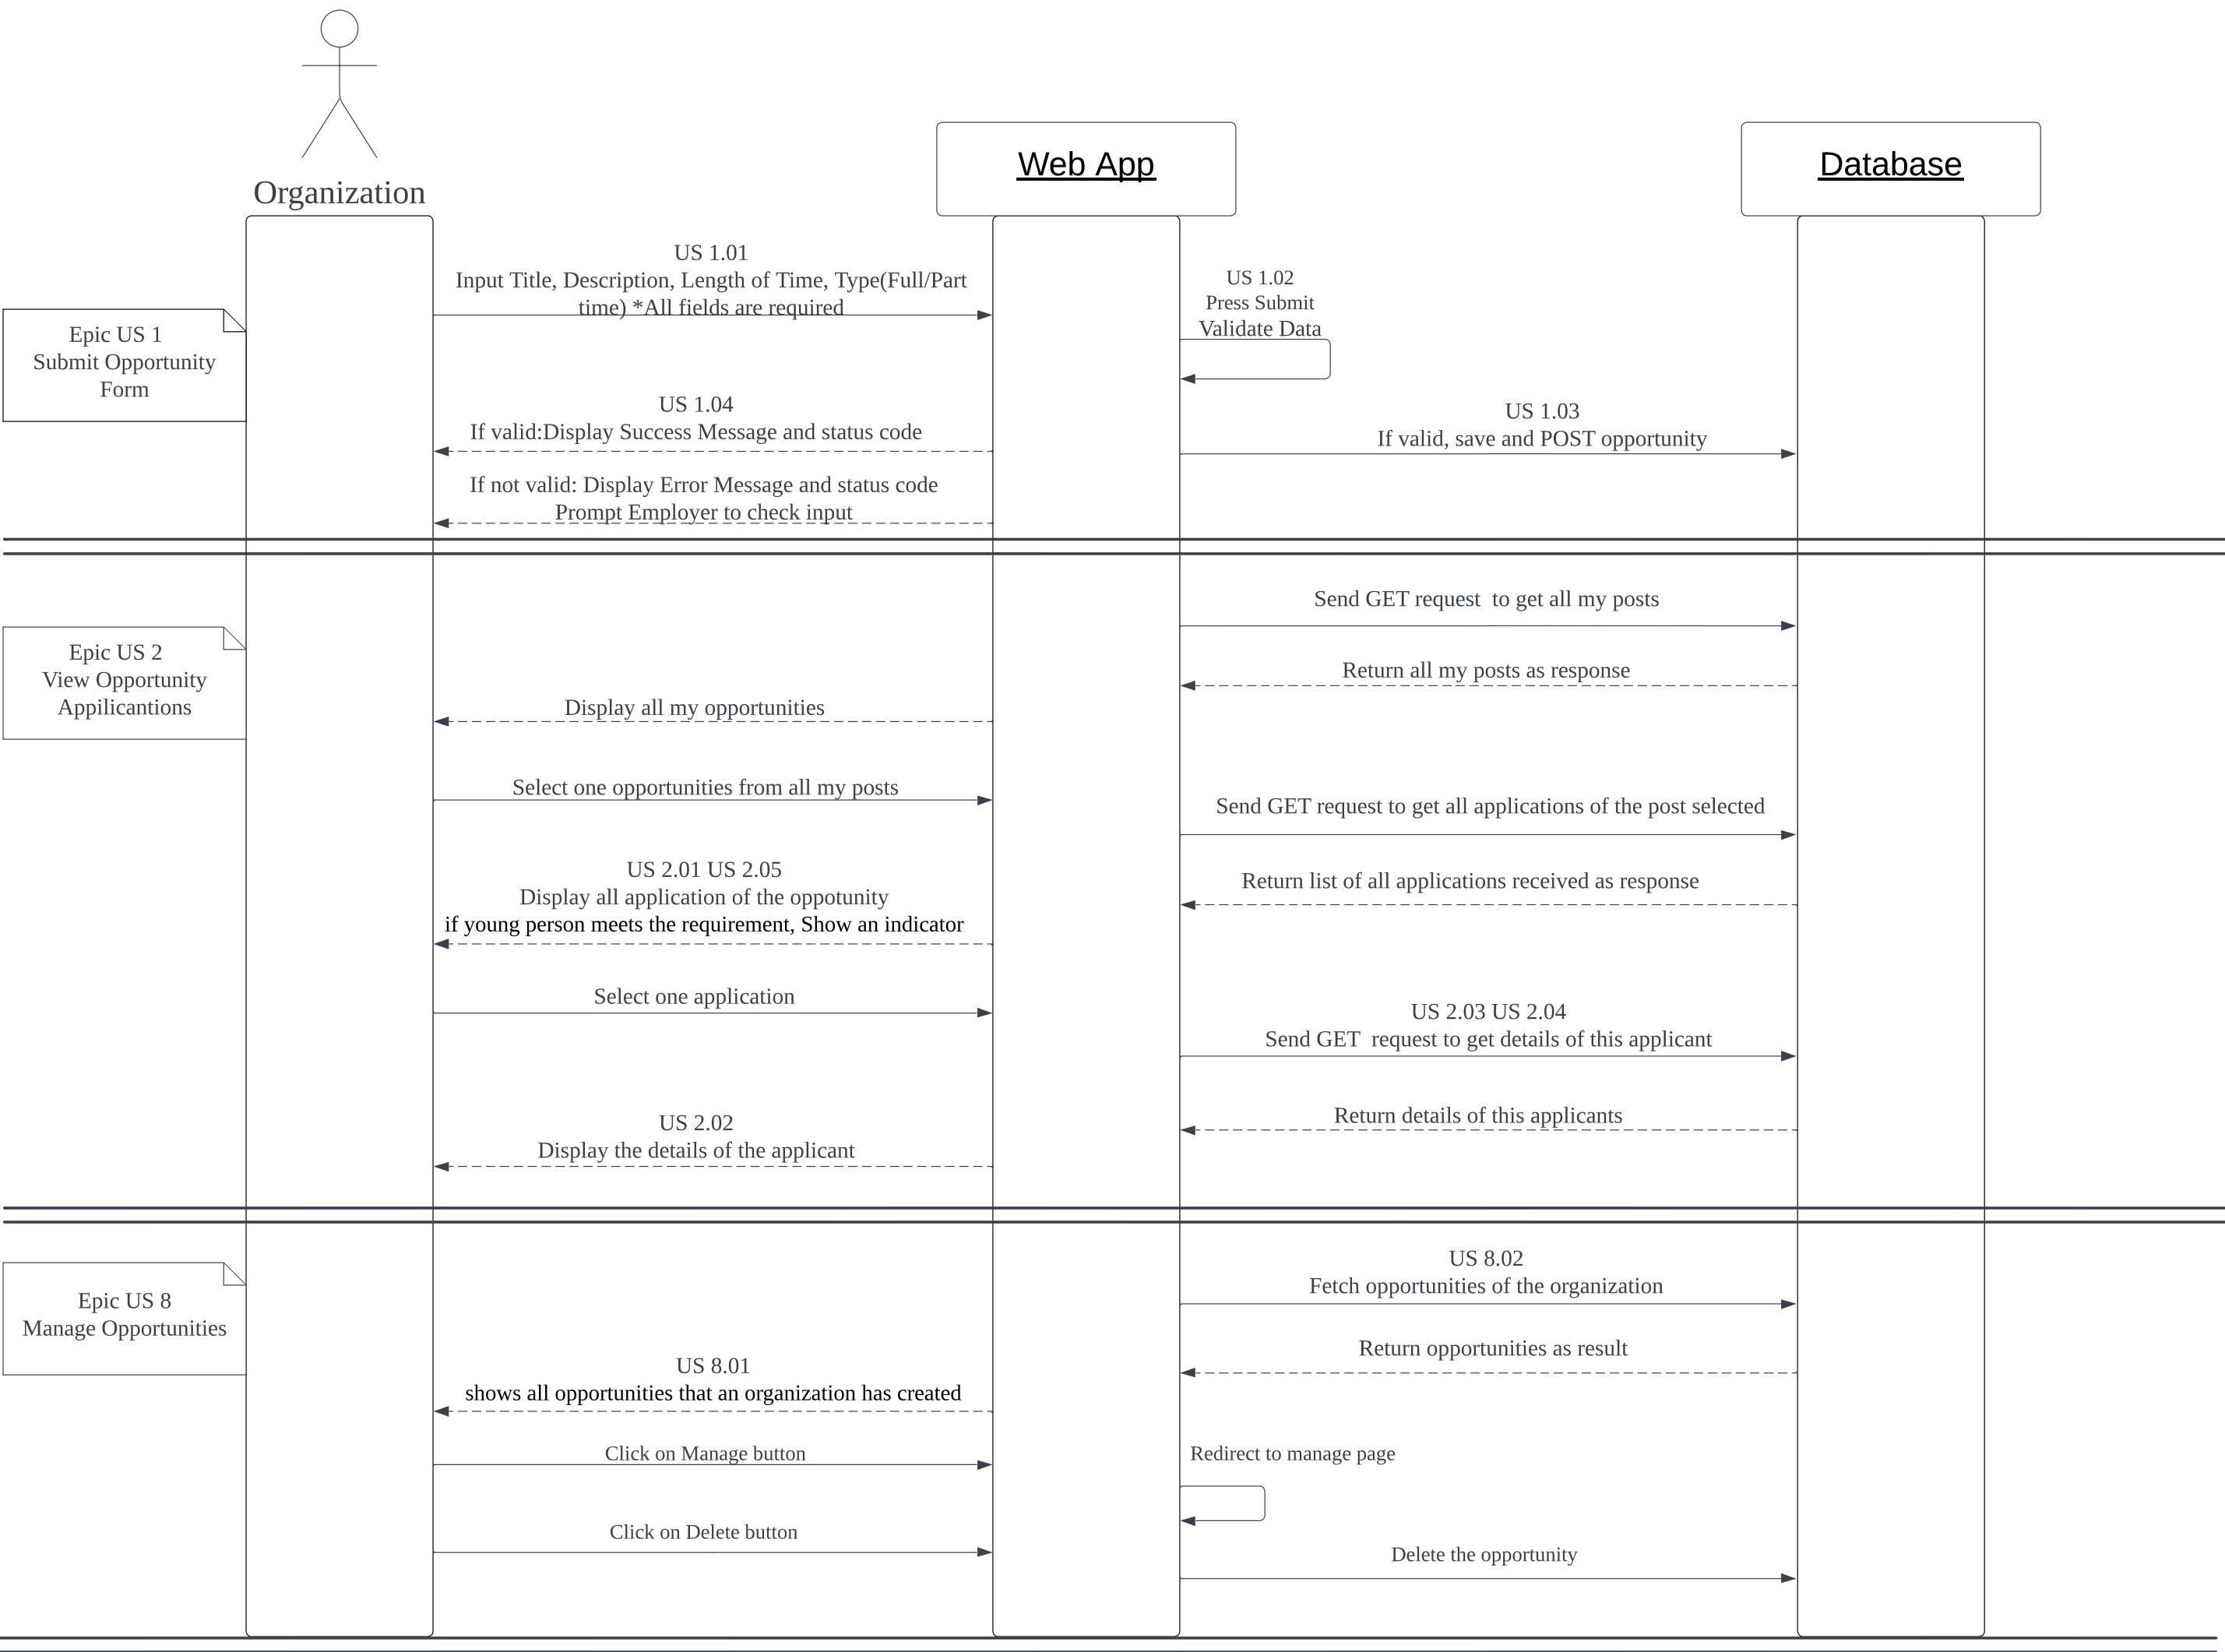 Organization
Web App
Database
US 1.01
Input Title, Description, Length of Time, Type(Full/Part
time) *All fields are required
US 1.02
Press Submit
Validate Data
Epic US 1
Submit Opportunity
Form
US 1.04
If valid:Display Success Message and status code
US 1.03
If valid, save and POST opportunity
If not valid: Display Error Message and status code
Prompt Employer to check input
Send GET request  to get all my posts
Epic US 2
View Opportunity
Appilicantions
Return all my posts as response
Display all my opportunities
Select one opportunities from all my posts
Send GET request to get all applications of the post selected
US 2.01 US 2.05
Display all application of the oppotunity
if young person meets the requirement, Show an indicator
Return list of all applications received as response
Select one application
US 2.03 US 2.04
Send GET  request to get details of this applicant
Return details of this applicants
US 2.02
Display the details of the applicant
US 8.02
Fetch opportunities of the organization
Epic US 8
Manage Opportunities
Return opportunities as result
US 8.01
shows all opportunities that an organization has created
Click on Manage button
Redirect to manage page
Click on Delete button
Delete the opportunity